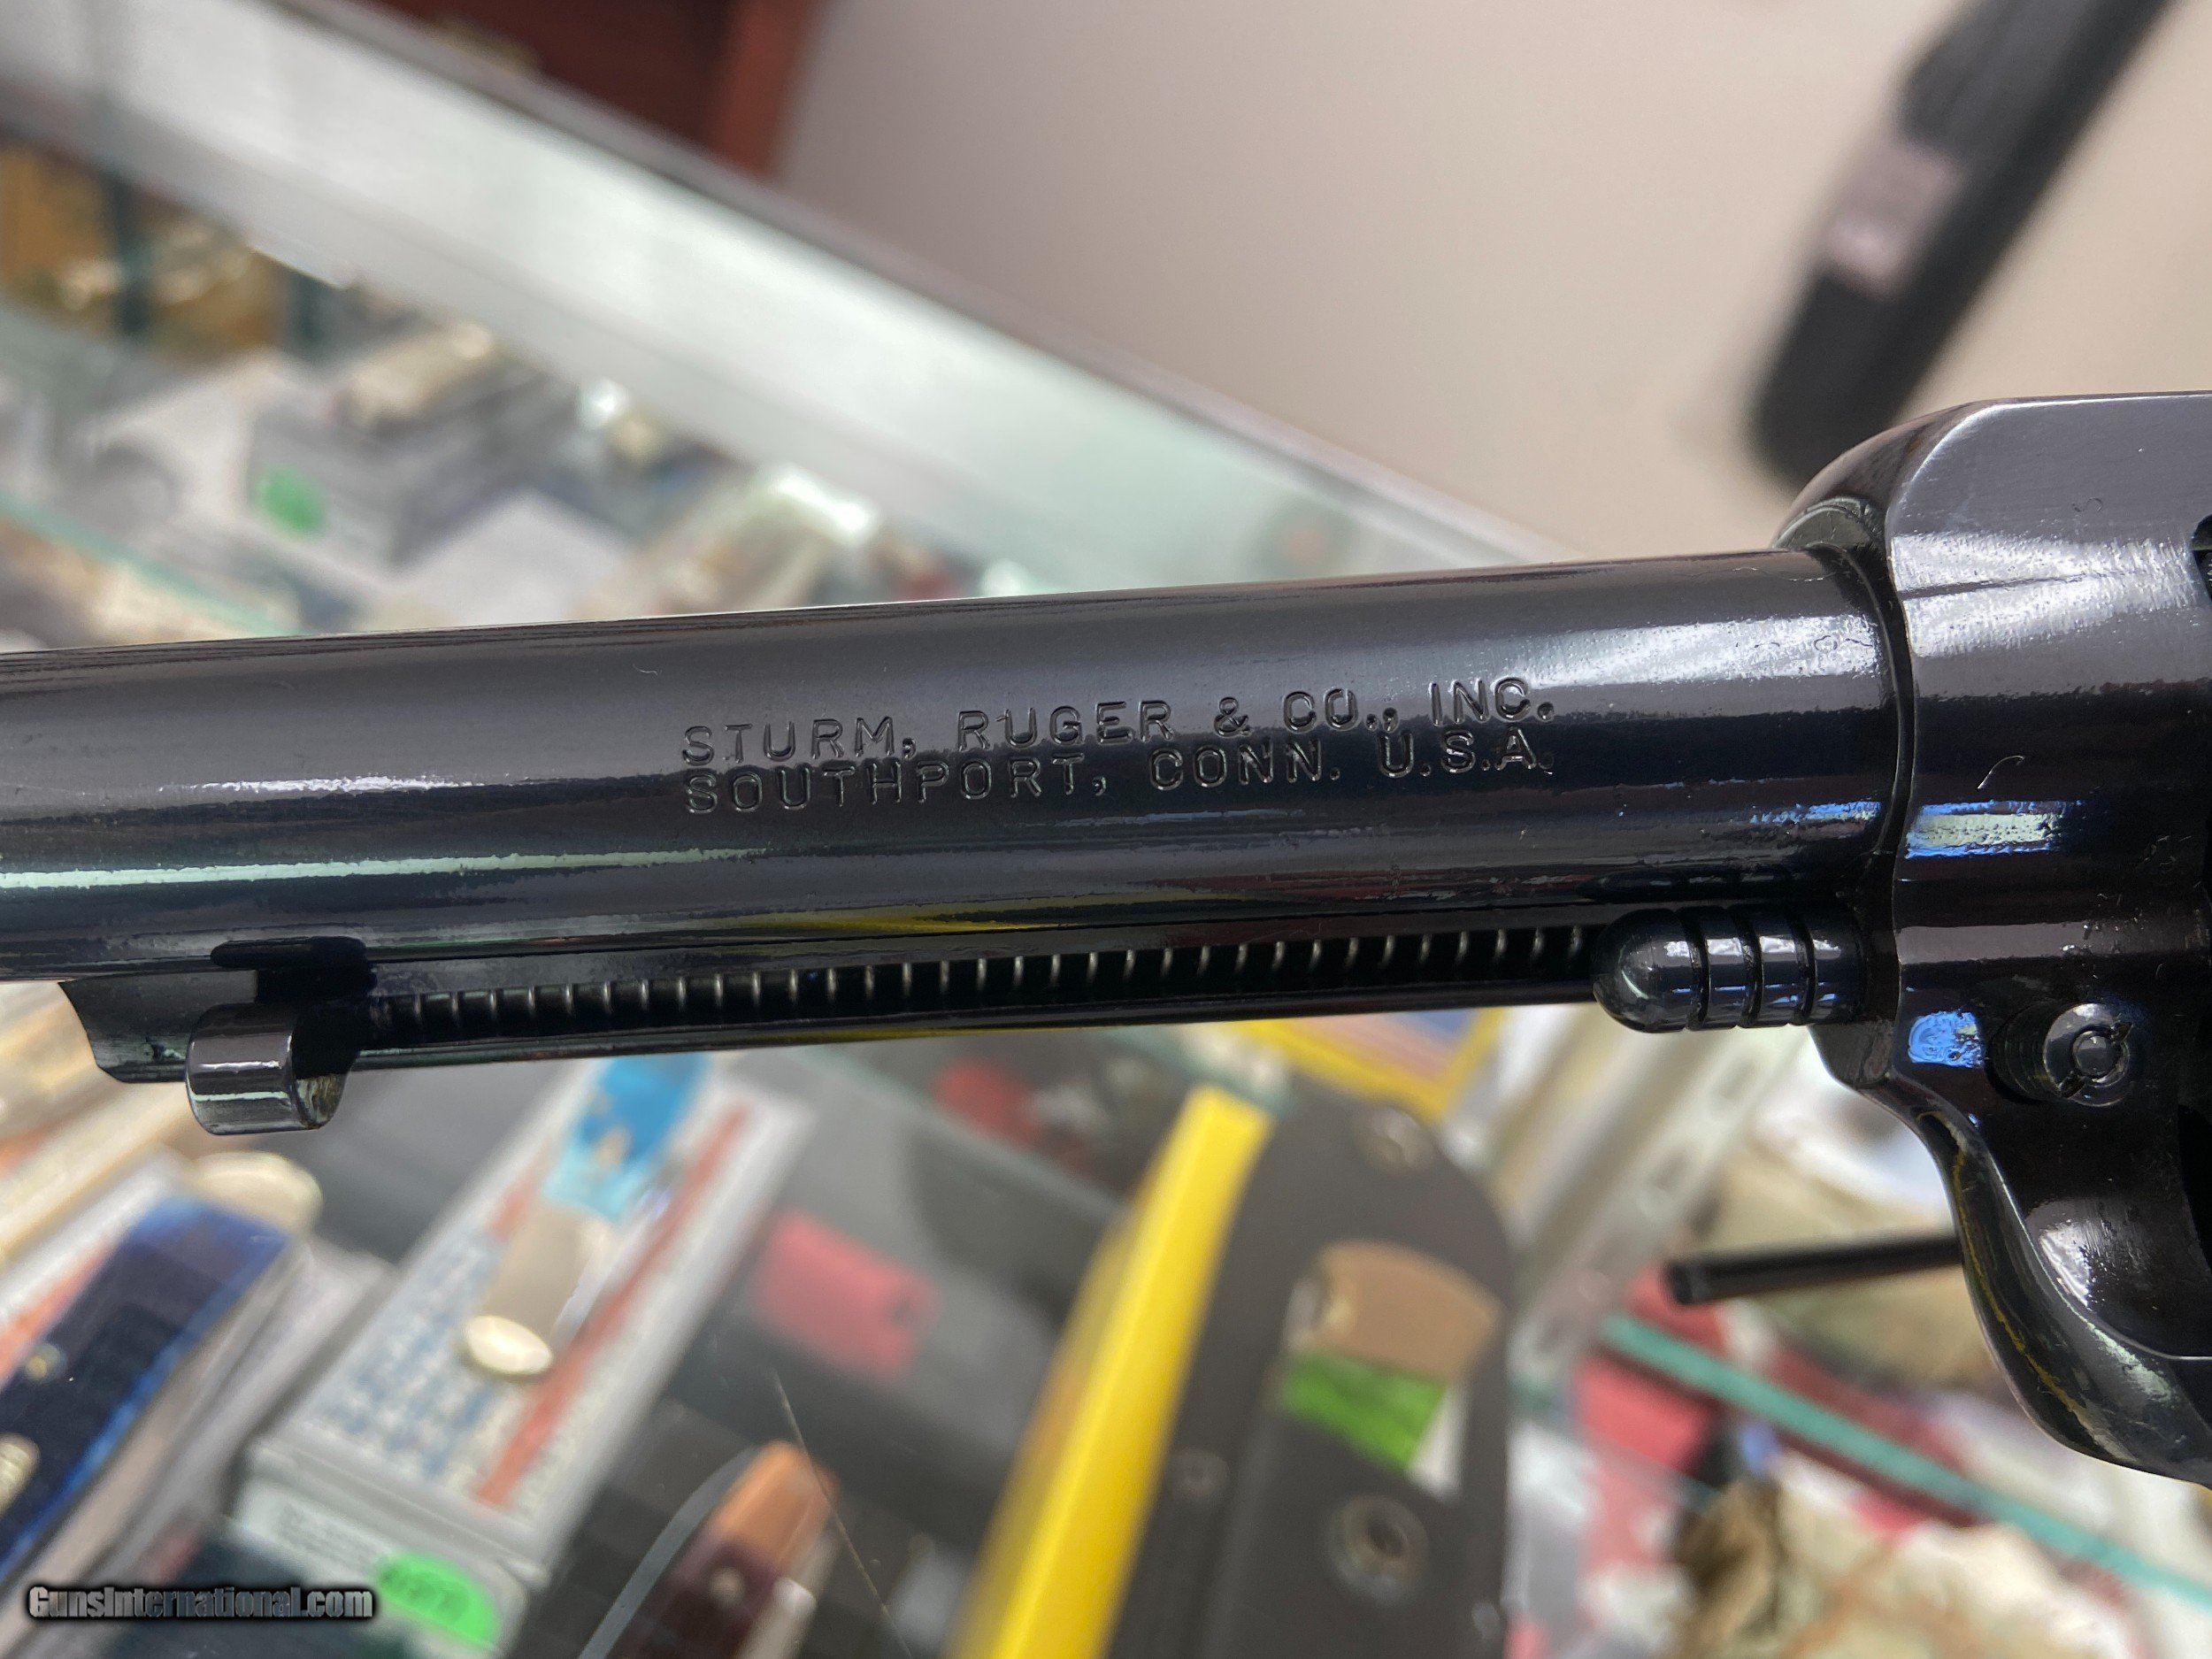 STURM, RUGER & CO., INC.
SOUTHPORT, CONN. U.S.A.
GunsInternational.com